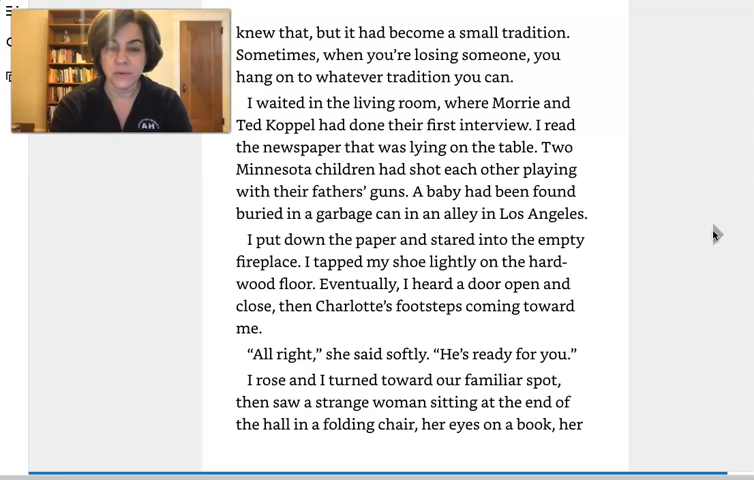 AH
knew that, but it had become a small tradition.
Sometimes, when you’re losing someone, you
hang on to whatever tradition you can.
I waited in the living room, where Morrie and
Ted Koppel had done their first interview. I read
the newspaper that was lying on the table. Two
Minnesota children had shot each other playing
with their fathers’ guns. A baby had been found
buried in a garbage can in an alley in Los Angeles.
I put down the paper and stared into the empty
fireplace. I tapped my shoe lightly on the hard-
wood floor. Eventually, I heard a door open and
close, then Charlotte’s footsteps coming toward
me.
“All right,” she said softly. “He’s ready for you.”
I rose and I turned toward our familiar spot,
then saw a strange woman sitting at the end of
the hall in a folding chair, her eyes on a book, her